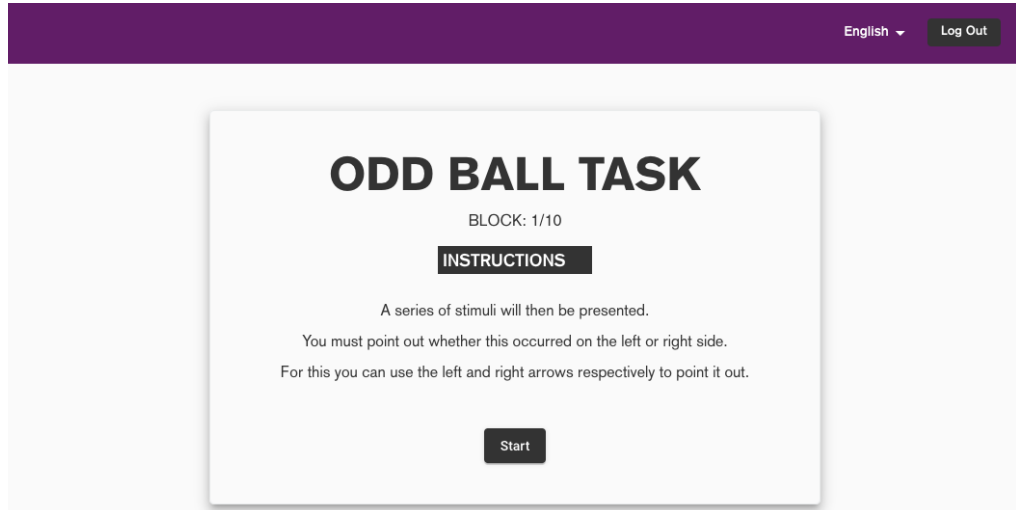 English
Log Out
ODD BALL TASK
BLOCK: 1/10
INSTRUCTIONS
A series of stimuli will then be presented.
You must point out whether this occurred on the left or right side.
For this you can use the left and right arrows respectively to point it out.
Start